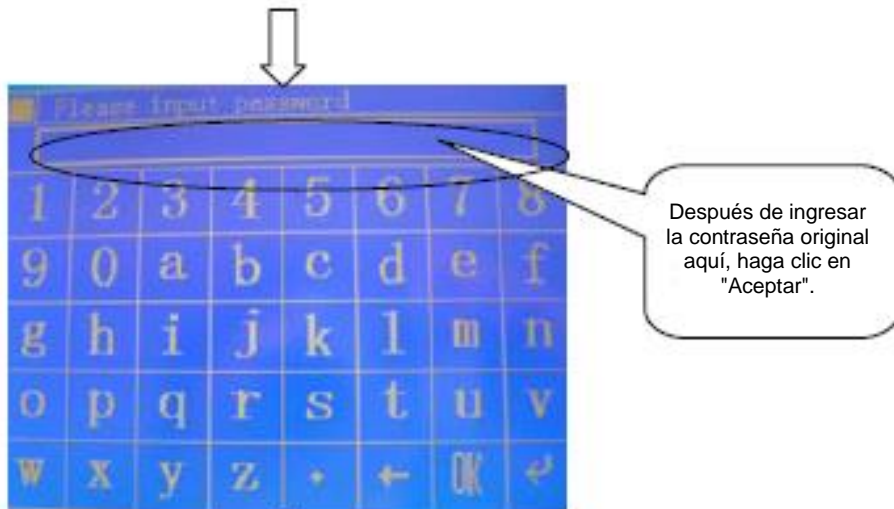 Please input password
1 2 3 4 5 6 7 8
9 0 a b c d e f
g h i j k l m n
o p q r s t u v
w x y z . ← OK ↵
Después de ingresar
la contraseña original
aquí, haga clic en
"Aceptar".